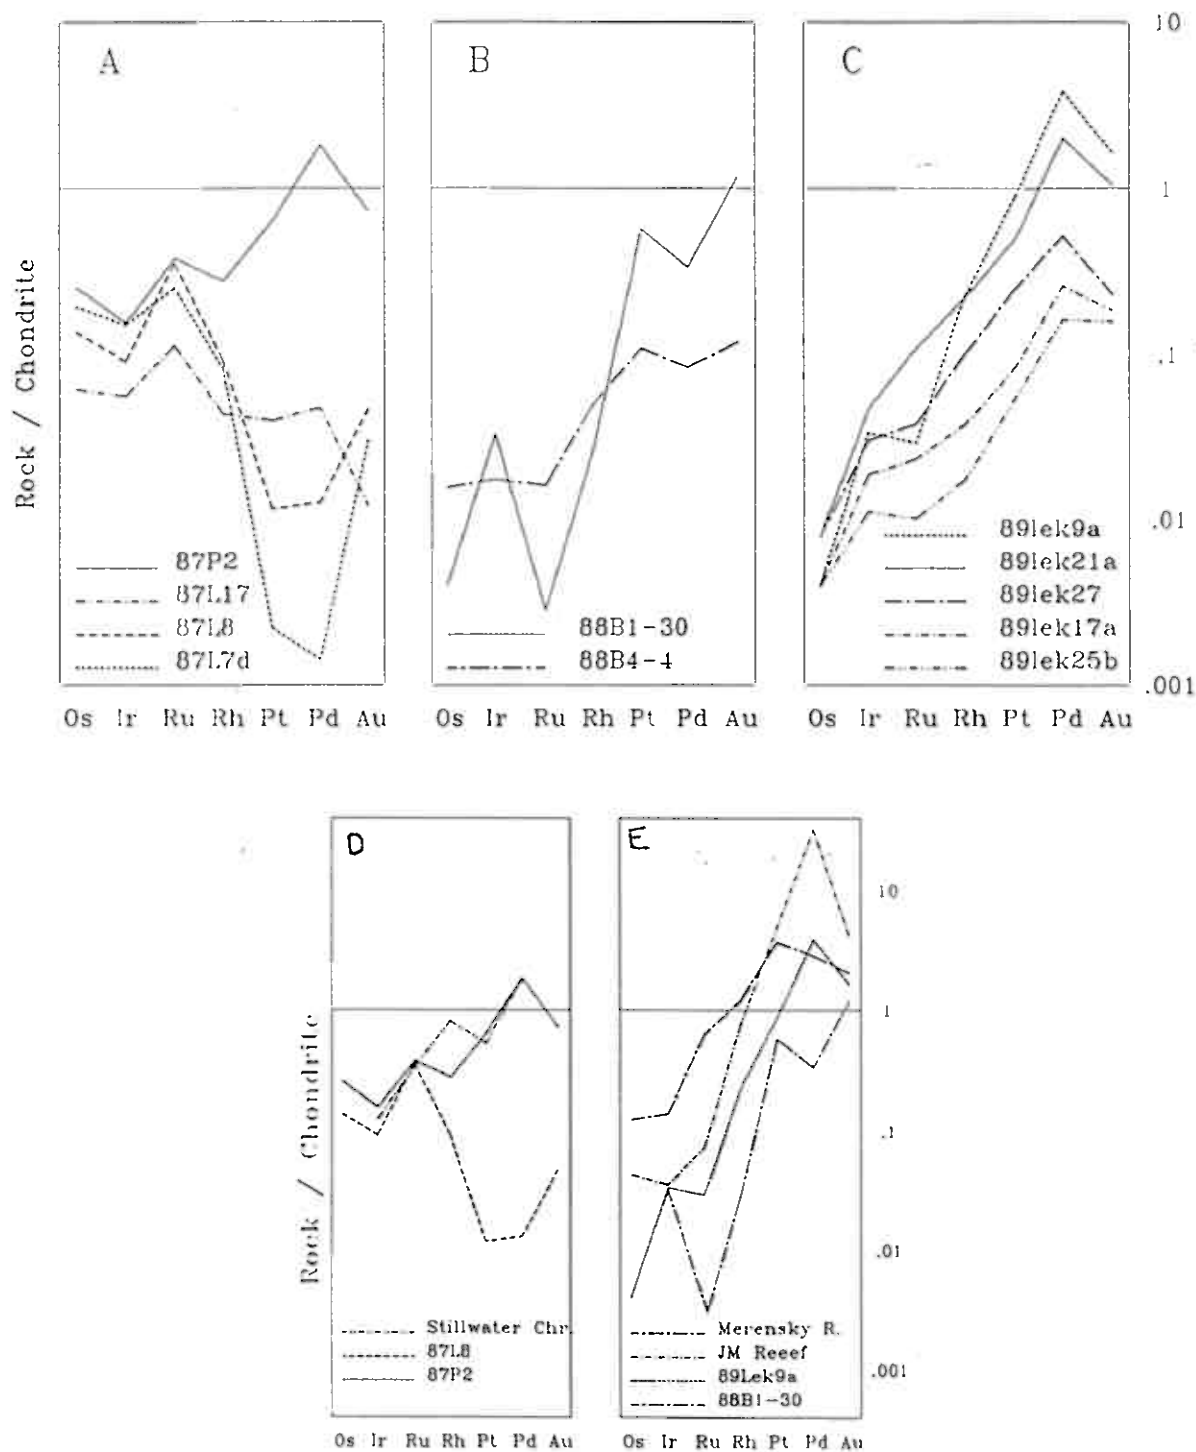 A
B
C
10
1
.1
.01
.001
Rock / Chondrite
87P2
87L17
87L8
87L7d
88B1-30
88B4-4
89lek9a
89lek21a
89lek27
89lek17a
89lek25b
Os Ir Ru Rh Pt Pd Au
Os Ir Ru Rh Pt Pd Au
Os Ir Ru Rh Pt Pd Au
D
E
10
1
.1
.01
.001
Rock / Chondrite
Stillwater Chr.
87L8
87P2
Merensky R.
JM Reeef
89Lek9a
88B1-30
Os Ir Ru Rh Pt Pd Au
Os Ir Ru Rh Pt Pd Au